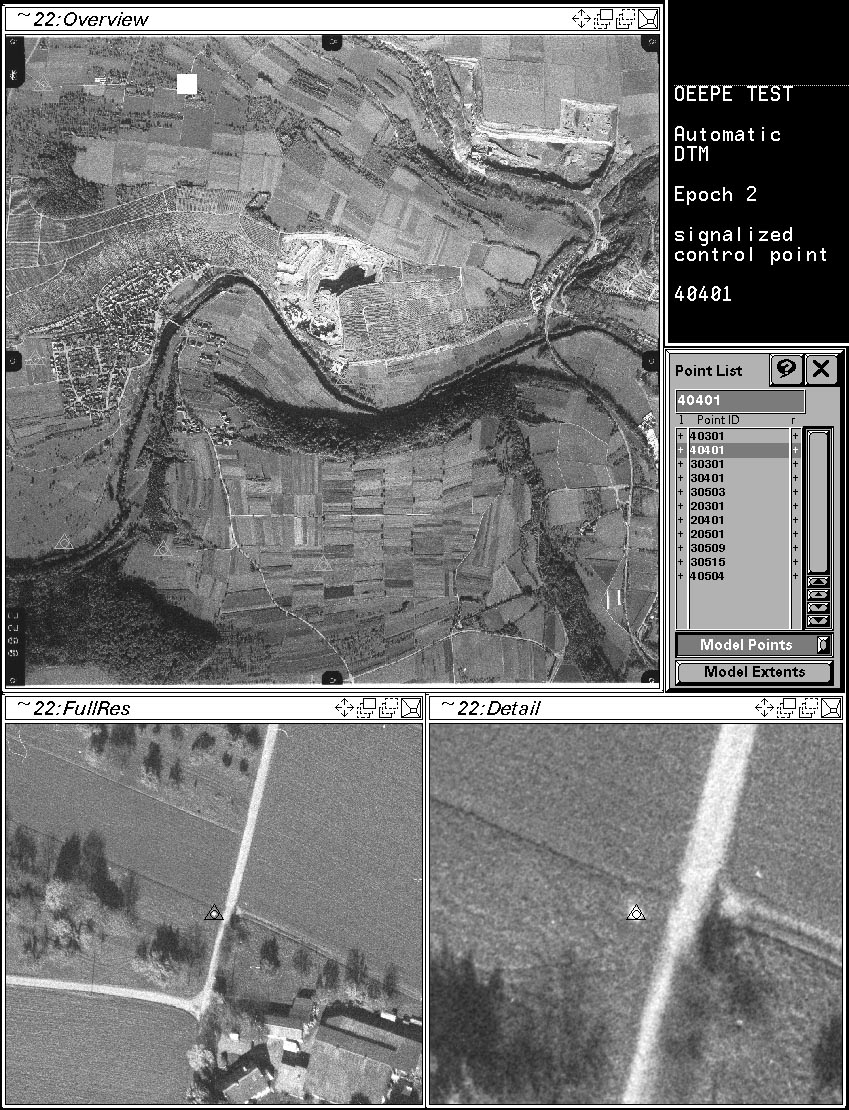 ~22:Overview
OEEPE TEST
Automatic
DTM
Epoch 2
signalized
control point
40401
Point List
40401
1 Point ID r
+ 40301 +
+ 40401 +
+ 30301 +
+ 30401 +
+ 30503 +
+ 20301 +
+ 20401 +
+ 20501 +
+ 30509 +
+ 30515 +
+ 40504 +
Model Points
Model Extents
~22:FullRes
~22:Detail